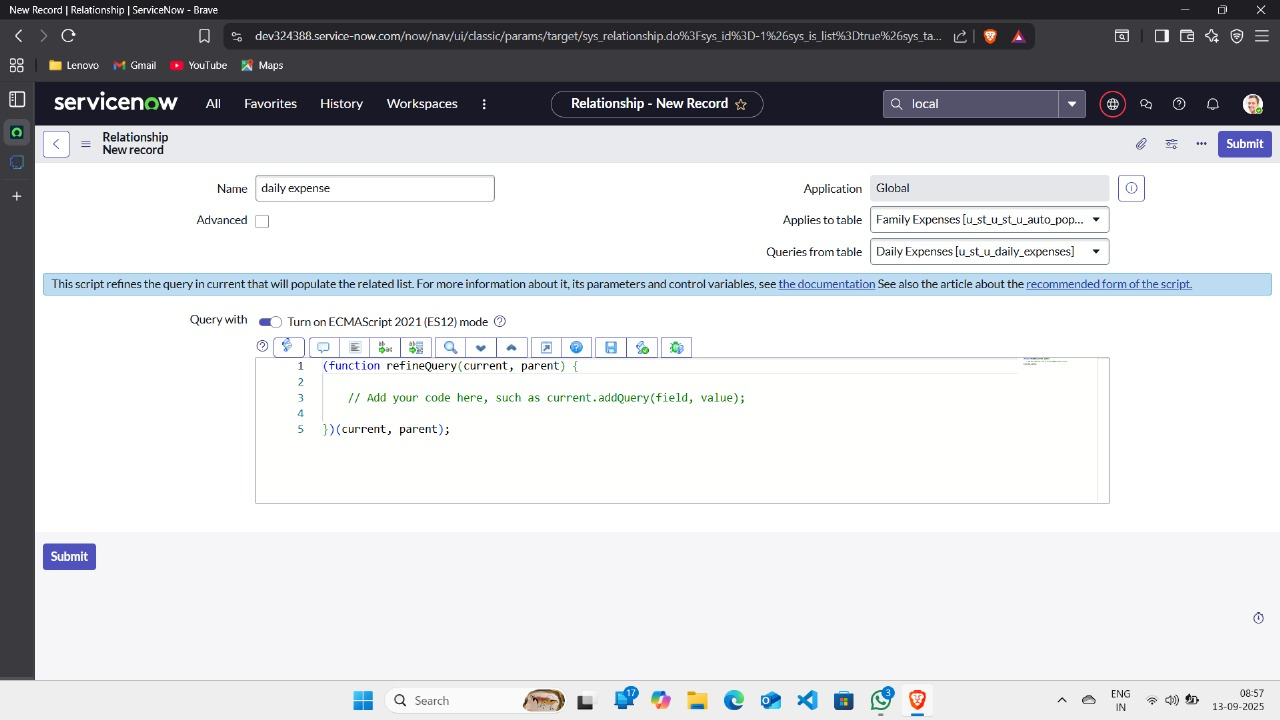 New Record | Relationship | ServiceNow - Brave
dev324388.service-now.com/now/nav/ui/classic/params/target/sys_relationship.do%3Fsys_id%3D-1%26sys_is_list%3Dtrue%26sys_ta...
Lenovo Gmail YouTube Maps
servicenow All Favorites History Workspaces Relationship - New Record local
Relationship
New record
Submit
Name daily expense Application Global
Advanced Applies to table Family Expenses [u_st_u_st_u_auto_pop...
Queries from table Daily Expenses [u_st_u_daily_expenses]
This script refines the query in current that will populate the related list. For more information about it, its parameters and control variables, see the documentation See also the article about the recommended form of the script.
Query with Turn on ECMAScript 2021 (ES12) mode
1 (function refineQuery(current, parent) {
2
3 // Add your code here, such as current.addQuery(field, value);
4
5 })(current, parent);
Submit
Search 17 3 ENG
IN
08:57
13-09-2025